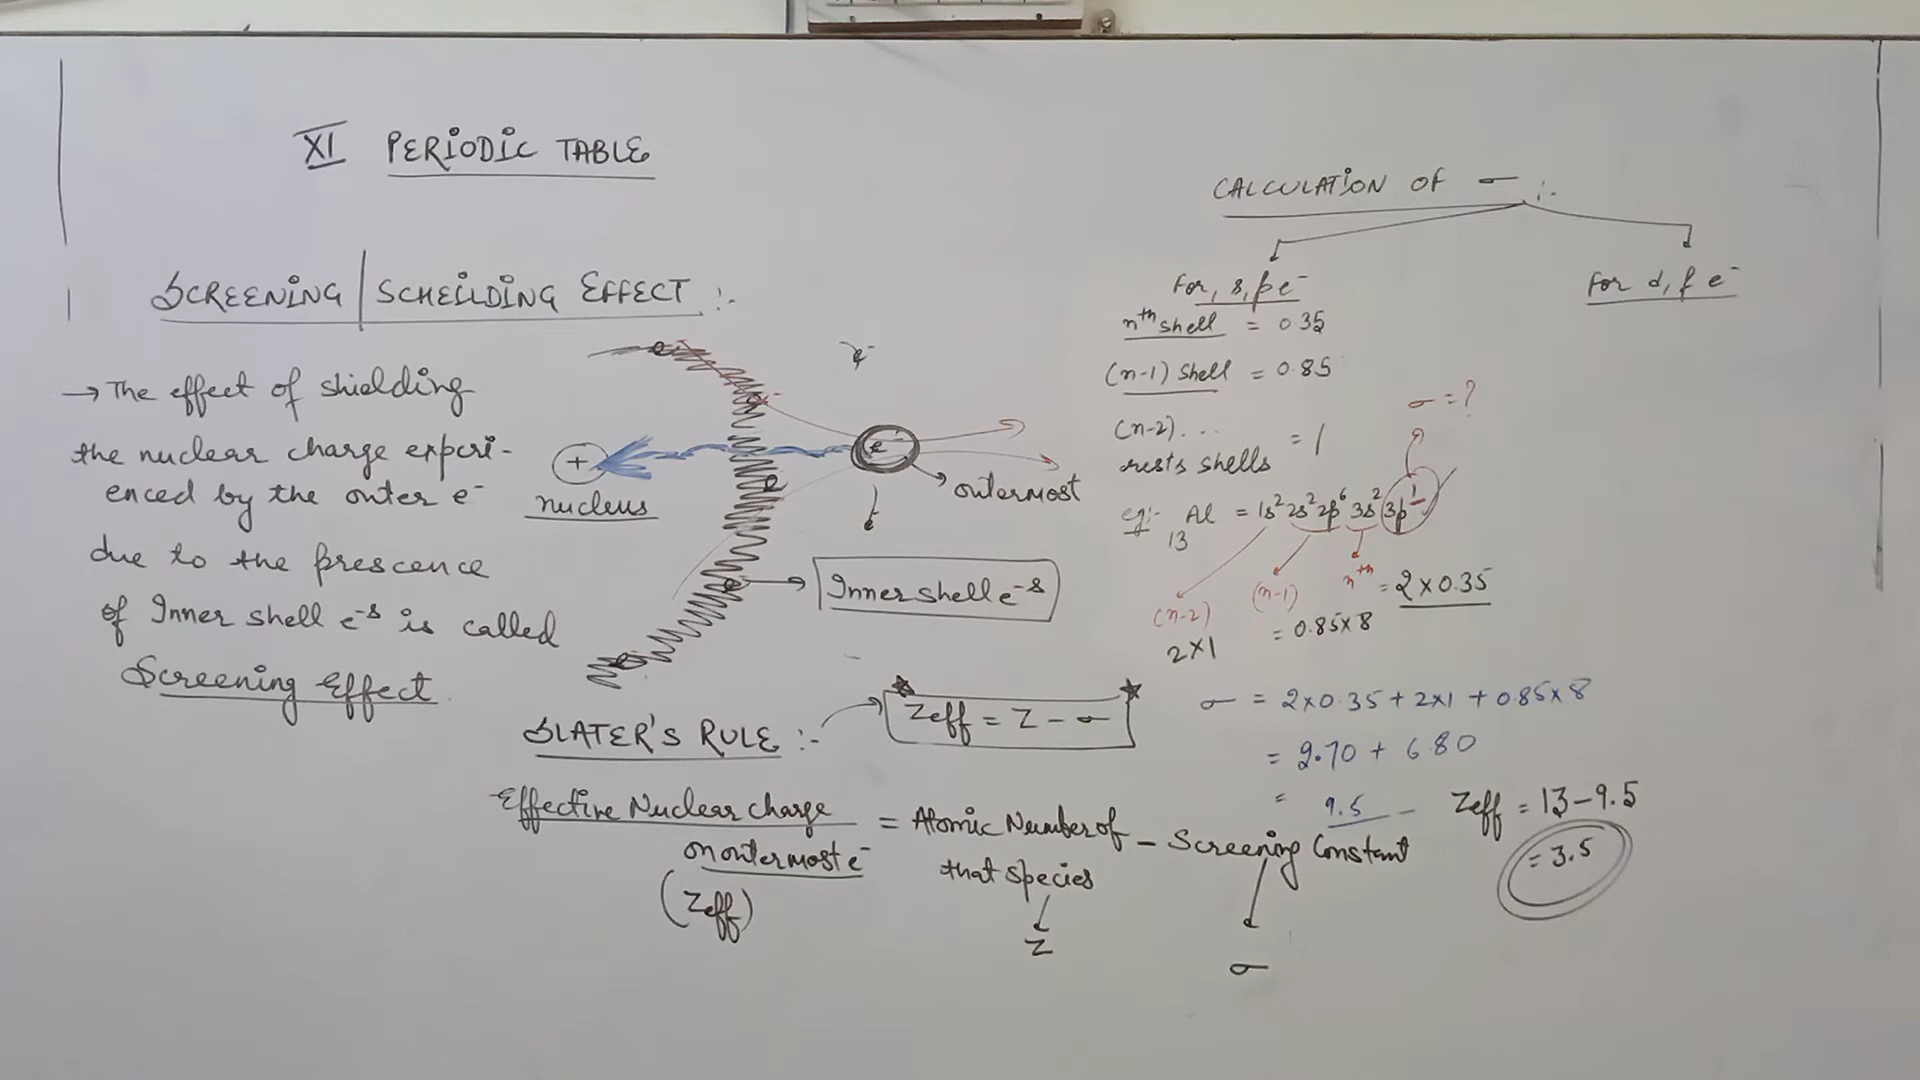 XI PERIODIC TABLE
SCREENING | SCHEILDING EFFECT :-
→ The effect of shielding
the nuclear charge experi-
enced by the outer e⁻
due to the prescence
of Inner shell e⁻s is called
Screening Effect.
+
nucleus
e⁻
e⁻
e
e
e
e⁻
outermost
Inner shell e⁻s
SLATER'S RULE :-
Zeff = Z - σ
Effective Nuclear charge
on outermost e⁻
(Zeff)
= Atomic Number of
that species
Z
- Screening Constant
σ
CALCULATION OF σ :-
For, s, p e⁻
nth shell = 0.35
(n-1) shell = 0.85
(n-2)...
rests shells = 1
σ = ?
eg:- 13Al = 1s² 2s² 2p⁶ 3s² 3p¹
(n-2)
2×1
(n-1)
= 0.85×8
nth = 2×0.35
σ = 2×0.35 + 2×1 + 0.85×8
= 2.70 + 6.80
= 9.5
Zeff = 13-9.5
= 3.5
For d, f e⁻